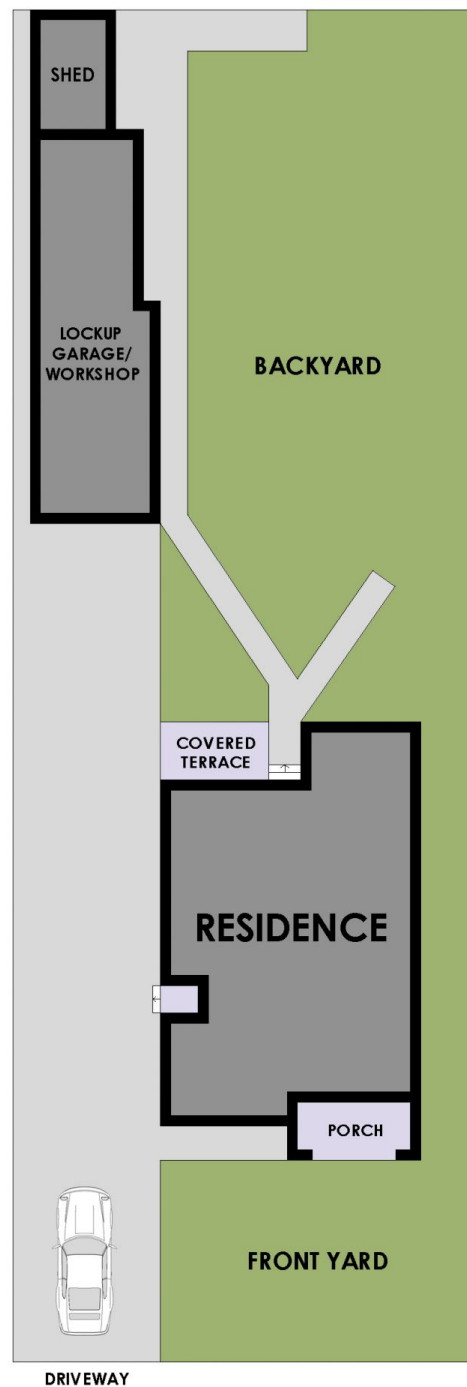 SHED
LOCKUP
GARAGE/
WORKSHOP
BACKYARD
COVERED
TERRACE
RESIDENCE
PORCH
FRONT YARD
DRIVEWAY